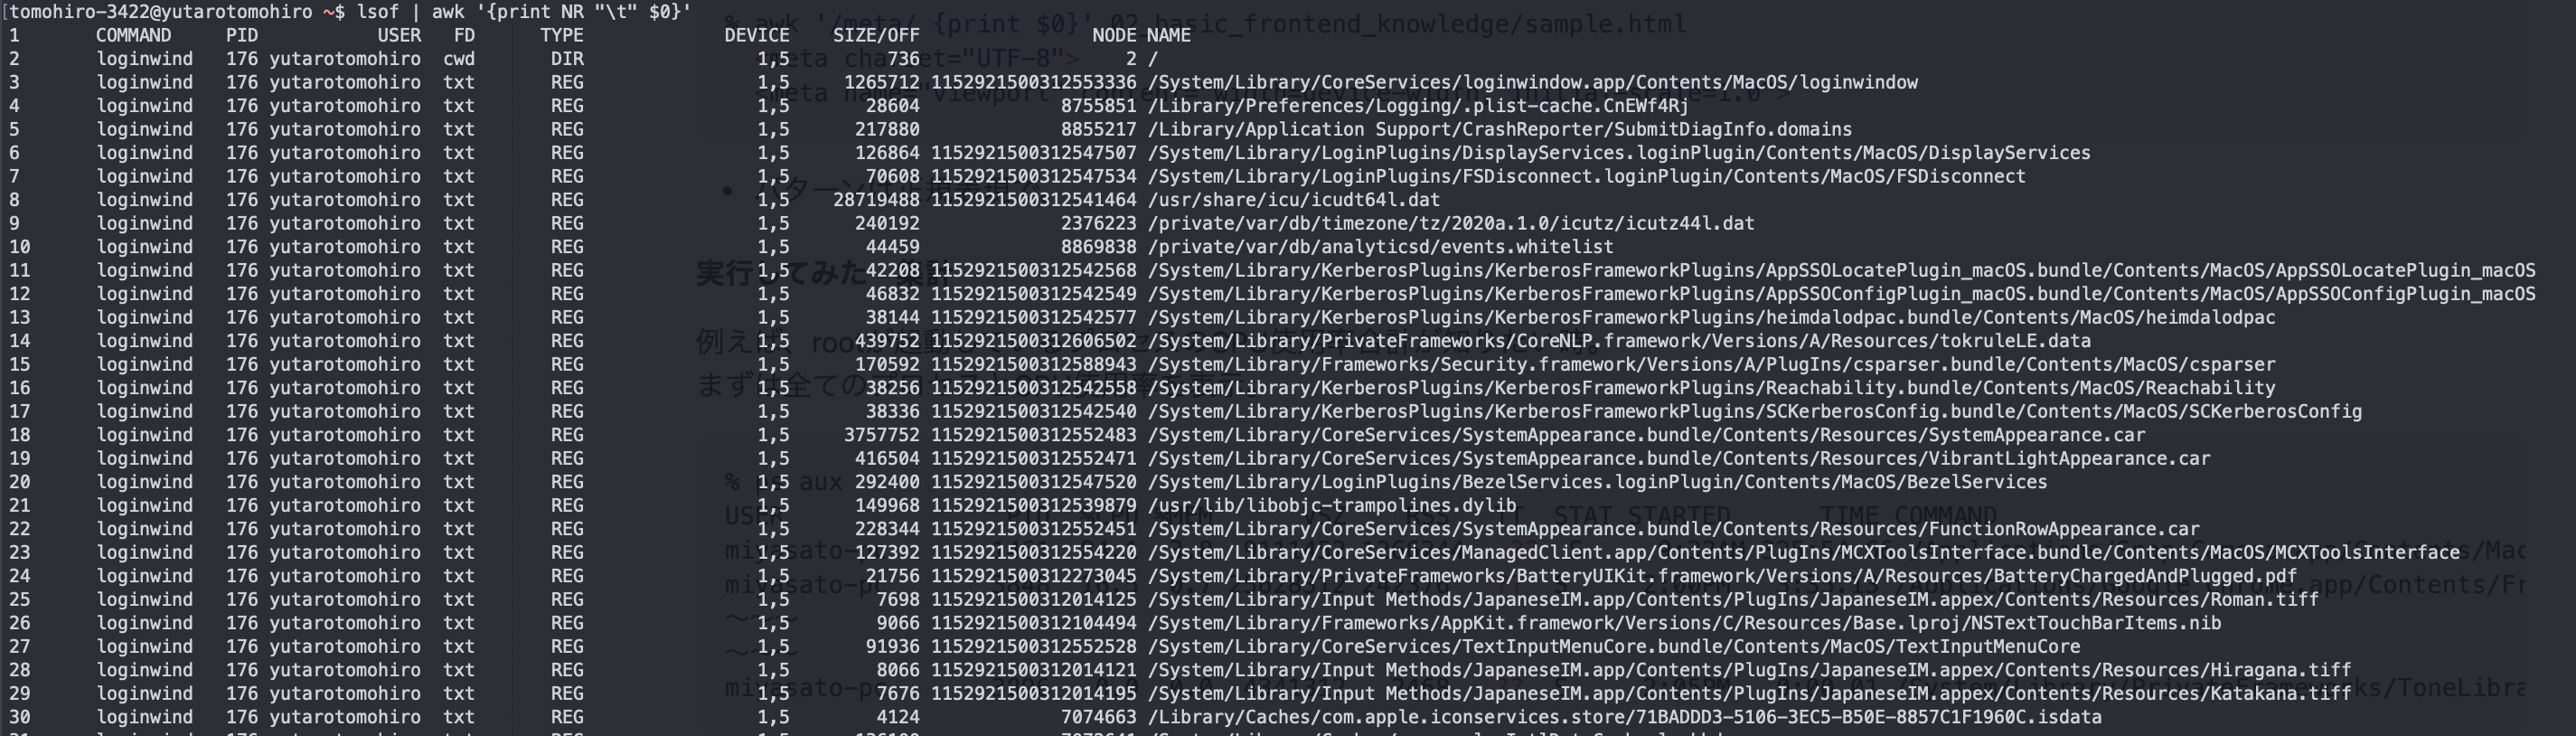 [tomohiro-3422@yutarotomohiro ~$ lsof | awk '{print NR "\t" $0}'
1 COMMAND PID USER FD TYPE DEVICE SIZE/OFF NODE NAME
2 loginwind 176 yutarotomohiro cwd DIR 1,5 736 2 /
3 loginwind 176 yutarotomohiro txt REG 1,5 1265712 1152921500312553336 /System/Library/CoreServices/loginwindow.app/Contents/MacOS/loginwindow
4 loginwind 176 yutarotomohiro txt REG 1,5 28604 8755851 /Library/Preferences/Logging/.plist-cache.CnEWf4Rj
5 loginwind 176 yutarotomohiro txt REG 1,5 217880 8855217 /Library/Application Support/CrashReporter/SubmitDiagInfo.domains
6 loginwind 176 yutarotomohiro txt REG 1,5 126864 1152921500312547507 /System/Library/LoginPlugins/DisplayServices.loginPlugin/Contents/MacOS/DisplayServices
7 loginwind 176 yutarotomohiro txt REG 1,5 70608 1152921500312547534 /System/Library/LoginPlugins/FSDisconnect.loginPlugin/Contents/MacOS/FSDisconnect
8 loginwind 176 yutarotomohiro txt REG 1,5 28719488 1152921500312541464 /usr/share/icu/icudt64l.dat
9 loginwind 176 yutarotomohiro txt REG 1,5 240192 2376223 /private/var/db/timezone/tz/2020a.1.0/icutz/icutz44l.dat
10 loginwind 176 yutarotomohiro txt REG 1,5 44459 8869838 /private/var/db/analyticsd/events.whitelist
11 loginwind 176 yutarotomohiro txt REG 1,5 42208 1152921500312542568 /System/Library/KerberosPlugins/KerberosFrameworkPlugins/AppSSOLocatePlugin_macOS.bundle/Contents/MacOS/AppSSOLocatePlugin_macOS
12 loginwind 176 yutarotomohiro txt REG 1,5 46832 1152921500312542549 /System/Library/KerberosPlugins/KerberosFrameworkPlugins/AppSSOConfigPlugin_macOS.bundle/Contents/MacOS/AppSSOConfigPlugin_macOS
13 loginwind 176 yutarotomohiro txt REG 1,5 38144 1152921500312542577 /System/Library/KerberosPlugins/KerberosFrameworkPlugins/heimdalodpac.bundle/Contents/MacOS/heimdalodpac
14 loginwind 176 yutarotomohiro txt REG 1,5 439752 1152921500312606502 /System/Library/PrivateFrameworks/CoreNLP.framework/Versions/A/Resources/tokruleLE.data
15 loginwind 176 yutarotomohiro txt REG 1,5 170592 1152921500312588043 /System/Library/Frameworks/Security.framework/Versions/A/PlugIns/csparser.bundle/Contents/MacOS/csparser
16 loginwind 176 yutarotomohiro txt REG 1,5 38256 1152921500312542558 /System/Library/KerberosPlugins/KerberosFrameworkPlugins/Reachability.bundle/Contents/MacOS/Reachability
17 loginwind 176 yutarotomohiro txt REG 1,5 38336 1152921500312542540 /System/Library/KerberosPlugins/KerberosFrameworkPlugins/SCKerberosConfig.bundle/Contents/MacOS/SCKerberosConfig
18 loginwind 176 yutarotomohiro txt REG 1,5 3757752 1152921500312552483 /System/Library/CoreServices/SystemAppearance.bundle/Contents/Resources/SystemAppearance.car
19 loginwind 176 yutarotomohiro txt REG 1,5 416504 1152921500312552471 /System/Library/CoreServices/SystemAppearance.bundle/Contents/Resources/VibrantLightAppearance.car
20 loginwind 176 yutarotomohiro txt REG 1,5 292400 1152921500312547520 /System/Library/LoginPlugins/BezelServices.loginPlugin/Contents/MacOS/BezelServices
21 loginwind 176 yutarotomohiro txt REG 1,5 149968 1152921500312539879 /usr/lib/libobjc-trampolines.dylib
22 loginwind 176 yutarotomohiro txt REG 1,5 228344 1152921500312552451 /System/Library/CoreServices/SystemAppearance.bundle/Contents/Resources/FunctionRowAppearance.car
23 loginwind 176 yutarotomohiro txt REG 1,5 127392 1152921500312554220 /System/Library/CoreServices/ManagedClient.app/Contents/PlugIns/MCXToolsInterface.bundle/Contents/MacOS/MCXToolsInterface
24 loginwind 176 yutarotomohiro txt REG 1,5 21756 1152921500312273045 /System/Library/PrivateFrameworks/BatteryUIKit.framework/Versions/A/Resources/BatteryChargedAndPlugged.pdf
25 loginwind 176 yutarotomohiro txt REG 1,5 7698 1152921500312014125 /System/Library/Input Methods/JapaneseIM.app/Contents/PlugIns/JapaneseIM.appex/Contents/Resources/Roman.tiff
26 loginwind 176 yutarotomohiro txt REG 1,5 9066 1152921500312104494 /System/Library/Frameworks/AppKit.framework/Versions/C/Resources/Base.lproj/NSTextTouchBarItems.nib
27 loginwind 176 yutarotomohiro txt REG 1,5 91936 1152921500312552528 /System/Library/CoreServices/TextInputMenuCore.bundle/Contents/MacOS/TextInputMenuCore
28 loginwind 176 yutarotomohiro txt REG 1,5 8066 1152921500312014121 /System/Library/Input Methods/JapaneseIM.app/Contents/PlugIns/JapaneseIM.appex/Contents/Resources/Hiragana.tiff
29 loginwind 176 yutarotomohiro txt REG 1,5 7676 1152921500312014195 /System/Library/Input Methods/JapaneseIM.app/Contents/PlugIns/JapaneseIM.appex/Contents/Resources/Katakana.tiff
30 loginwind 176 yutarotomohiro txt REG 1,5 4124 7074663 /Library/Caches/com.apple.iconservices.store/71BADDD3-5106-3EC5-B50E-8857C1F1960C.isdata